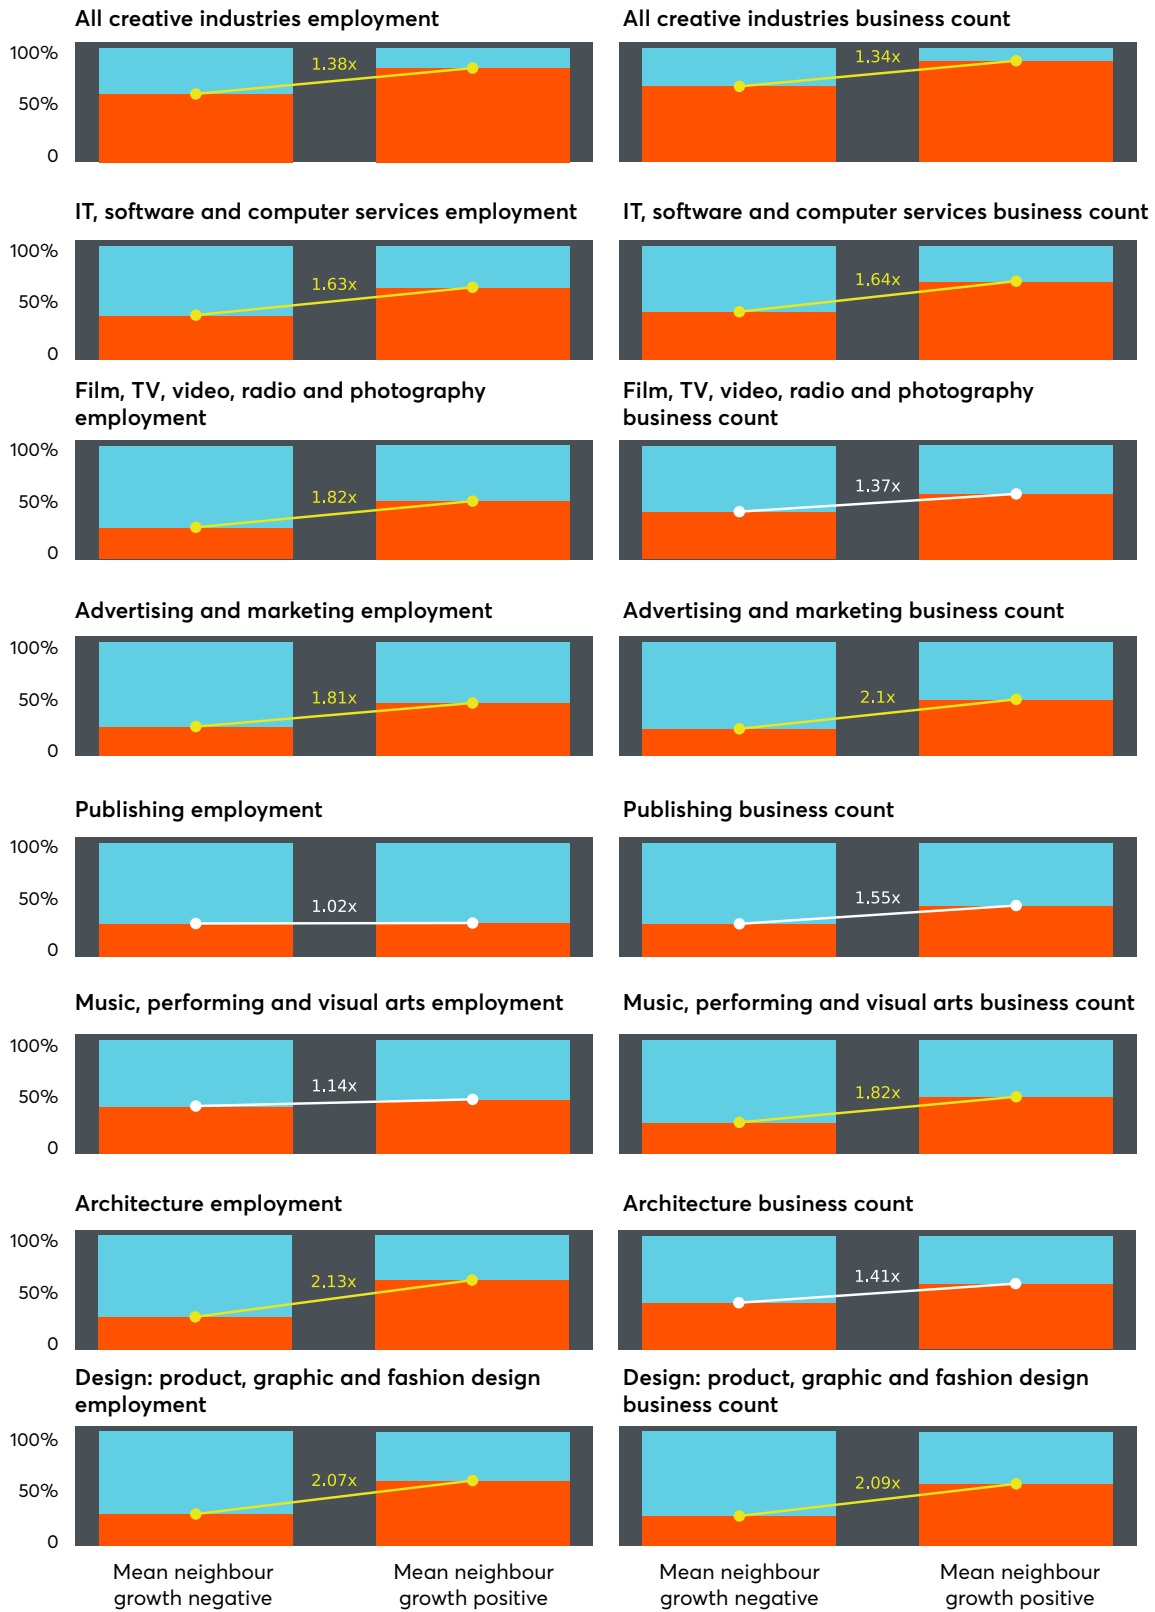 All creative industries employment
All creative industries business count
100%
50%
0
1.38x
1.34x
IT, software and computer services employment
IT, software and computer services business count
100%
50%
0
1.63x
1.64x
Film, TV, video, radio and photography
employment
Film, TV, video, radio and photography
business count
100%
50%
0
1.82x
1.37x
Advertising and marketing employment
Advertising and marketing business count
100%
50%
0
1.81x
2.1x
Publishing employment
Publishing business count
100%
50%
0
1.02x
1.55x
Music, performing and visual arts employment
Music, performing and visual arts business count
100%
50%
0
1.14x
1.82x
Architecture employment
Architecture business count
100%
50%
0
2.13x
1.41x
Design: product, graphic and fashion design
employment
Design: product, graphic and fashion design
business count
100%
50%
0
2.07x
2.09x
Mean neighbour
growth negative
Mean neighbour
growth positive
Mean neighbour
growth negative
Mean neighbour
growth positive